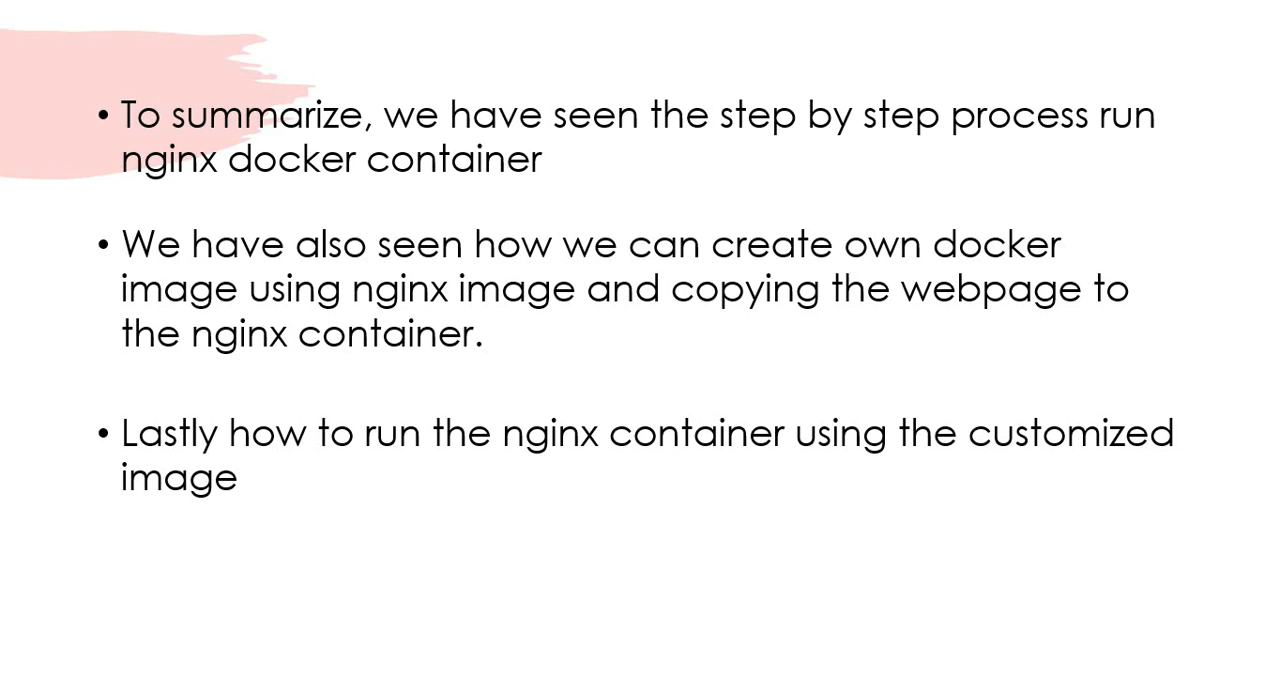 • To summarize, we have seen the step by step process run
nginx docker container
• We have also seen how we can create own docker
image using nginx image and copying the webpage to
the nginx container.
• Lastly how to run the nginx container using the customized
image